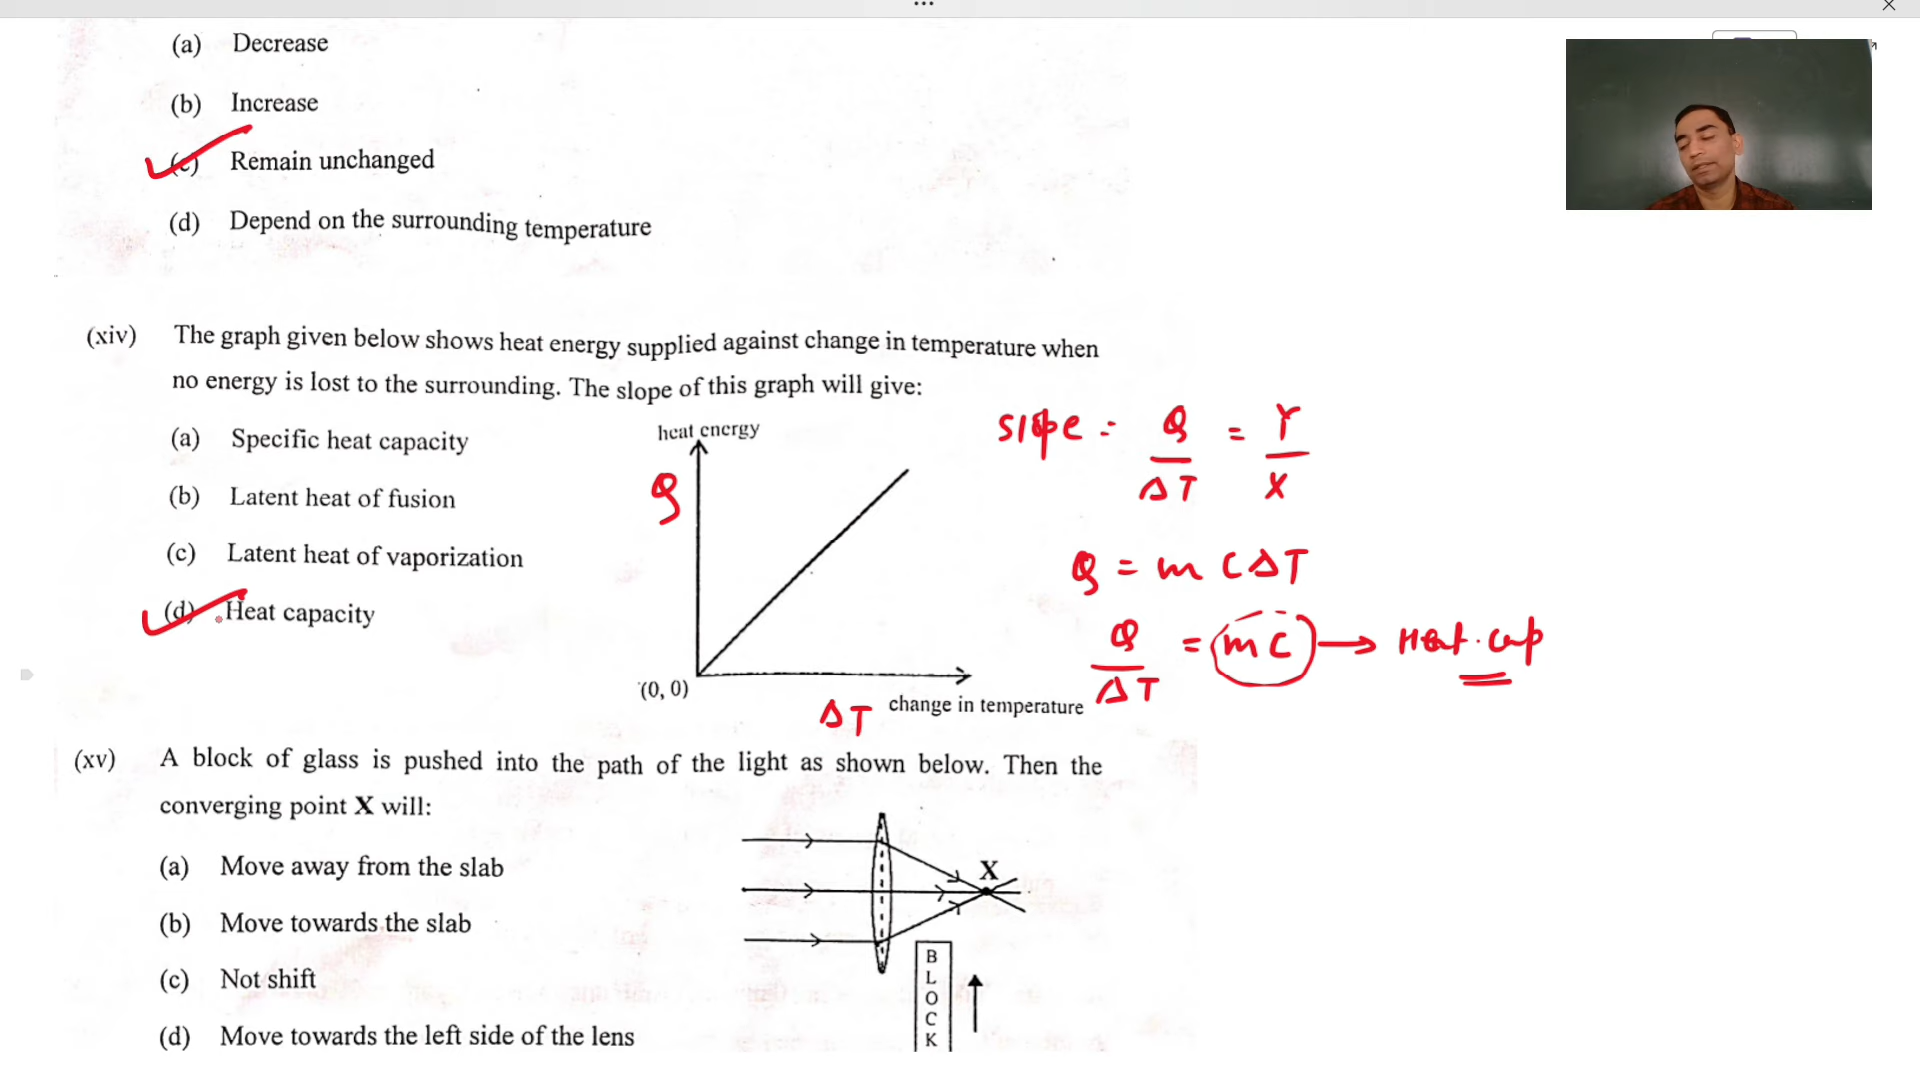 (a) Decrease
(b) Increase
(c) Remain unchanged
(d) Depend on the surrounding temperature
(xiv) The graph given below shows heat energy supplied against change in temperature when
no energy is lost to the surrounding. The slope of this graph will give:
(a) Specific heat capacity
(b) Latent heat of fusion
(c) Latent heat of vaporization
(d) Heat capacity
heat energy
Q
(0, 0)
ΔT
change in temperature
Slope = Q/ΔT = Y/X
Q = m C ΔT
Q/ΔT = mC → Heat. cap
(xv) A block of glass is pushed into the path of the light as shown below. Then the
converging point X will:
(a) Move away from the slab
(b) Move towards the slab
(c) Not shift
(d) Move towards the left side of the lens
X
BLOCK